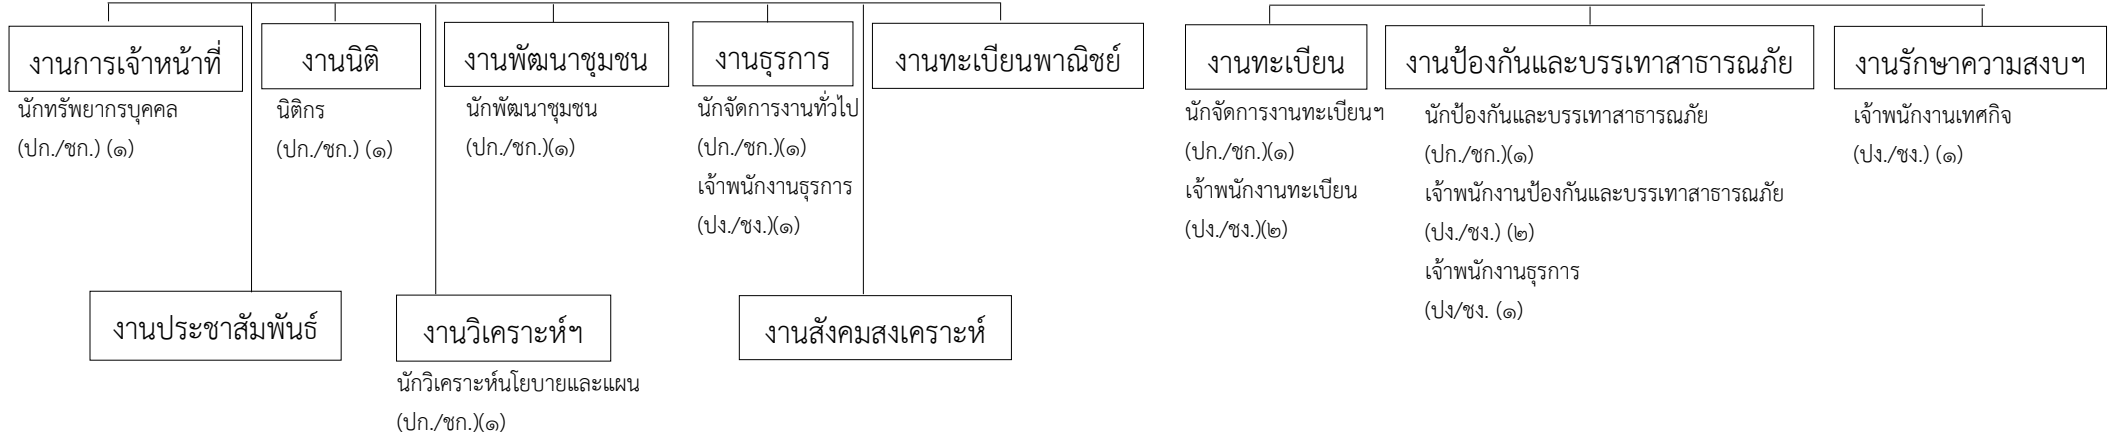 งานการเจ้าหน้าที่
นักทรัพยากรบุคคล
(ปก./ชก.) (๑)
งานนิติ
นิติกร
(ปก./ชก.) (๑)
งานพัฒนาชุมชน
นักพัฒนาชุมชน
(ปก./ชก.)(๑)
งานธุรการ
นักจัดการงานทั่วไป
(ปก./ชก.)(๑)
เจ้าพนักงานธุรการ
(ปง./ชง.)(๑)
งานทะเบียนพาณิชย์
งานประชาสัมพันธ์
งานวิเคราะห์ฯ
นักวิเคราะห์นโยบายและแผน
(ปก./ชก.)(๑)
งานสังคมสงเคราะห์
งานทะเบียน
นักจัดการงานทะเบียนฯ
(ปก./ชก.)(๑)
เจ้าพนักงานทะเบียน
(ปง./ชง.)(๒)
งานป้องกันและบรรเทาสาธารณภัย
นักป้องกันและบรรเทาสาธารณภัย
(ปก./ชก.)(๑)
เจ้าพนักงานป้องกันและบรรเทาสาธารณภัย
(ปง./ชง.) (๒)
เจ้าพนักงานธุรการ
(ปง/ชง. (๑)
งานรักษาความสงบฯ
เจ้าพนักงานเทศกิจ
(ปง./ชง.) (๑)